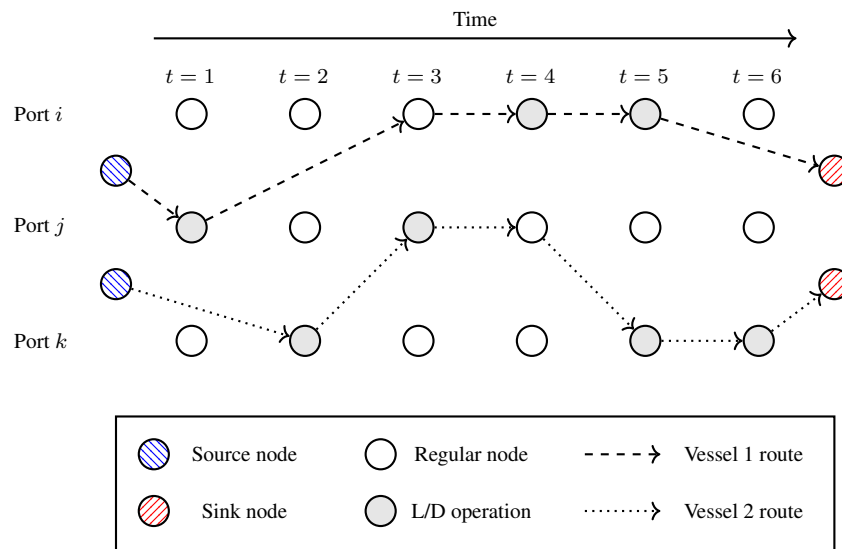 Time
t = 1 t = 2 t = 3 t = 4 t = 5 t = 6
Port i
Port j
Port k
Source node Regular node Vessel 1 route
Sink node L/D operation Vessel 2 route